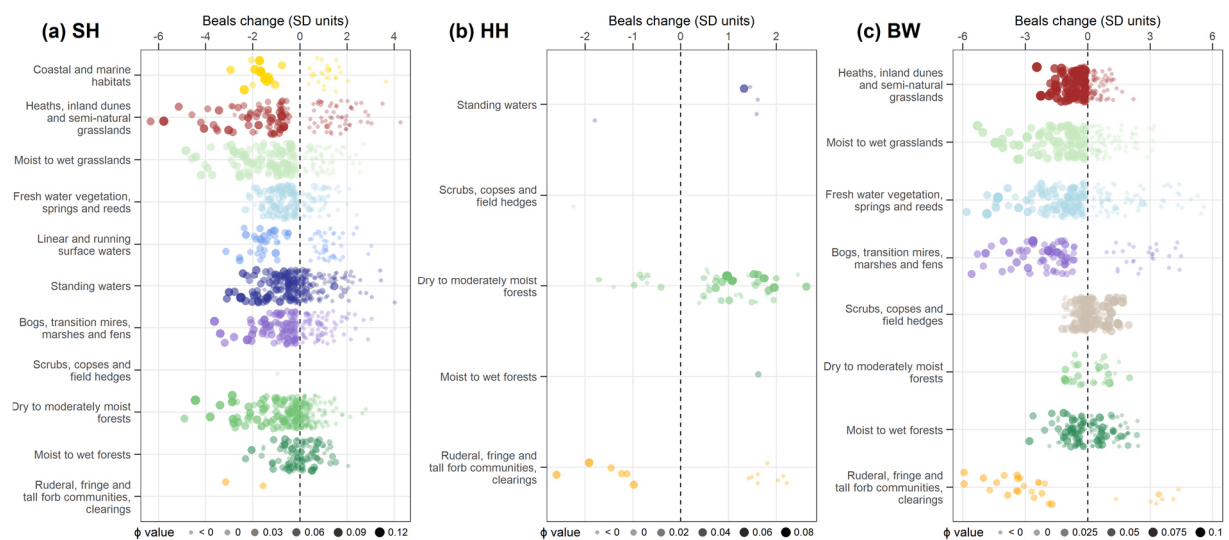 (a) SH
Beals change (SD units)
-6 -4 -2 0 2 4
Coastal and marine
habitats
Heaths, inland dunes
and semi-natural
grasslands
Moist to wet grasslands
Fresh water vegetation,
springs and reeds
Linear and running
surface waters
Standing waters
Bogs, transition mires,
marshes and fens
Scrubs, copses and
field hedges
Dry to moderately moist
forests
Moist to wet forests
Ruderal, fringe and
tall forb communities,
clearings
ϕ value < 0 0 0.03 0.06 0.09 0.12
(b) HH
Beals change (SD units)
-2 -1 0 1 2
Standing waters
Scrubs, copses and
field hedges
Dry to moderately moist
forests
Moist to wet forests
Ruderal, fringe and
tall forb communities,
clearings
ϕ value < 0 0 0.02 0.04 0.06 0.08
(c) BW
Beals change (SD units)
-6 -3 0 3 6
Heaths, inland dunes
and semi-natural
grasslands
Moist to wet grasslands
Fresh water vegetation,
springs and reeds
Bogs, transition mires,
marshes and fens
Scrubs, copses and
field hedges
Dry to moderately moist
forests
Moist to wet forests
Ruderal, fringe and
tall forb communities,
clearings
ϕ value < 0 0 0.025 0.05 0.075 0.1